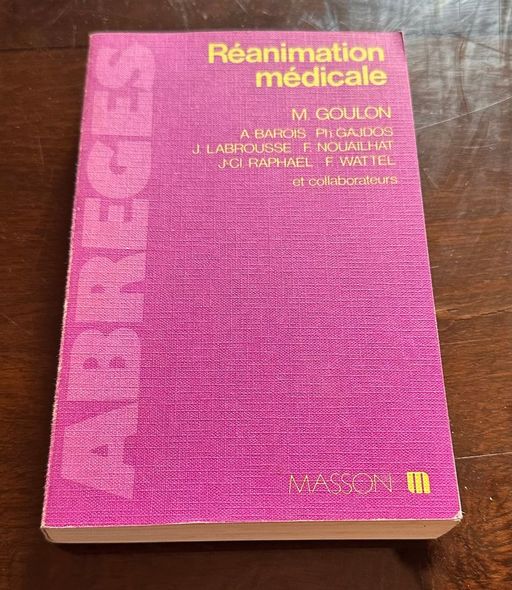 Réanimation
médicale
M. GOULON
A. BAROIS Ph. GAJDOS
J. LABROUSSE F. NOUAILHAT
J-Cl. RAPHAEL F. WATTEL
et collaborateurs
ABREGES
MASSON m